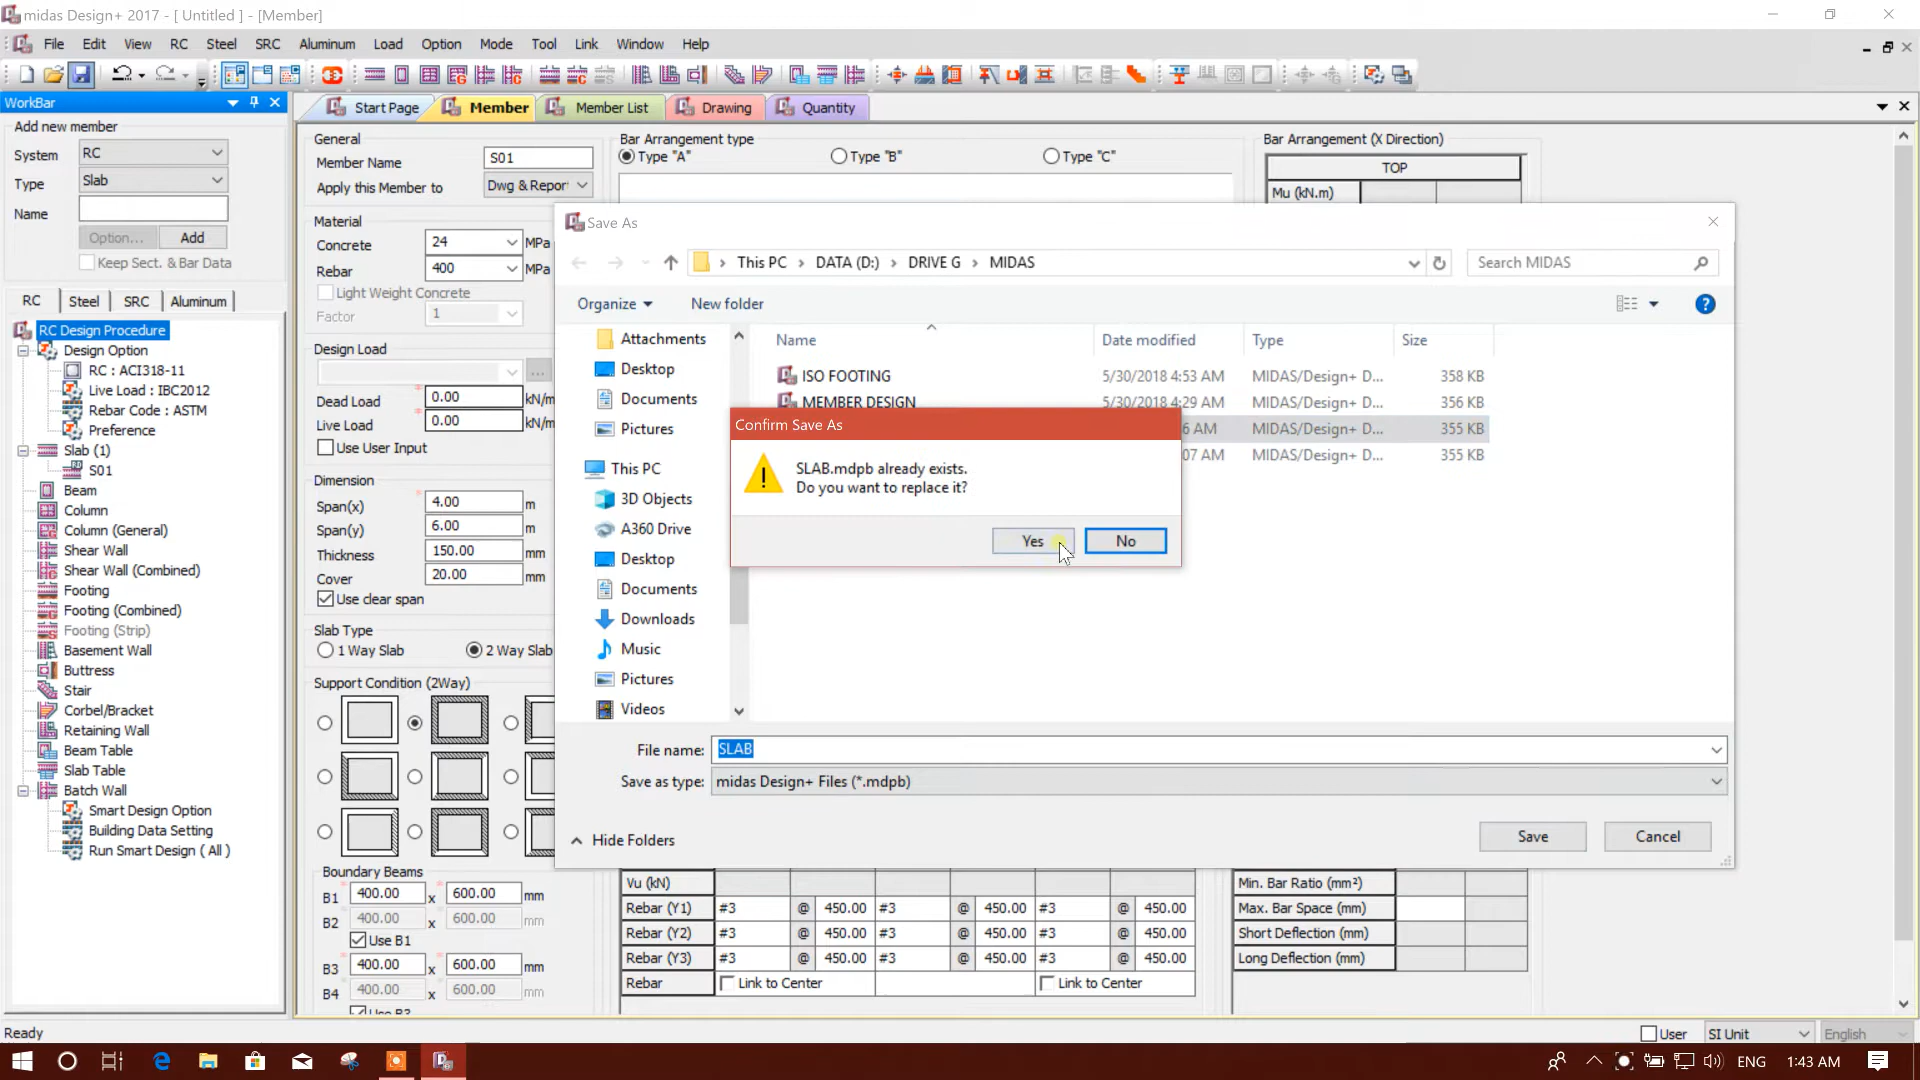 midas Design+ 2017 - [ Untitled ] - [Member]
File Edit View RC Steel SRC Aluminum Load Option Mode Tool Link Window Help
WorkBar
Start Page Member Member List Drawing Quantity
Add new member
System RC
Type Slab
Name
Option... Add
Keep Sect. & Bar Data
RC Steel SRC Aluminum
RC Design Procedure
Design Option
RC : ACI318-11
Live Load : IBC2012
Rebar Code : ASTM
Preference
Slab (1)
S01
Beam
Column
Column (General)
Shear Wall
Shear Wall (Combined)
Footing
Footing (Combined)
Footing (Strip)
Basement Wall
Buttress
Stair
Corbel/Bracket
Retaining Wall
Beam Table
Slab Table
Batch Wall
Smart Design Option
Building Data Setting
Run Smart Design ( All )
General
Member Name S01
Apply this Member to Dwg & Report
Material
Concrete 24 MPa
Rebar 400 MPa
Light Weight Concrete
Factor 1
Design Load
...
Dead Load 0.00 kN/m
Live Load 0.00 kN/m
Use User Input
Dimension
Span(x) 4.00 m
Span(y) 6.00 m
Thickness 150.00 mm
Cover 20.00 mm
Use clear span
Slab Type
1 Way Slab 2 Way Slab
Support Condition (2Way)
Boundary Beams
B1 400.00 x 600.00 mm
B2 400.00 x 600.00 mm
Use B1
B3 400.00 x 600.00 mm
B4 400.00 x 600.00 mm
Use B3
Bar Arrangement type
Type "A" Type "B" Type "C"
Bar Arrangement (X Direction)
TOP
Mu (kN.m)
Save As
This PC > DATA (D:) > DRIVE G > MIDAS
Search MIDAS
Organize New folder
Attachments
Desktop
Documents
Pictures
This PC
3D Objects
A360 Drive
Desktop
Documents
Downloads
Music
Pictures
Videos
Name Date modified Type Size
ISO FOOTING 5/30/2018 4:53 AM MIDAS/Design+ D... 358 KB
MEMBER DESIGN 5/30/2018 4:29 AM MIDAS/Design+ D... 356 KB
6 AM MIDAS/Design+ D... 355 KB
07 AM MIDAS/Design+ D... 355 KB
Confirm Save As
SLAB.mdpb already exists.
Do you want to replace it?
Yes No
File name: SLAB
Save as type: midas Design+ Files (*.mdpb)
Hide Folders
Save Cancel
Vu (kN)
Rebar (Y1) #3 @ 450.00 #3 @ 450.00 #3 @ 450.00
Rebar (Y2) #3 @ 450.00 #3 @ 450.00 #3 @ 450.00
Rebar (Y3) #3 @ 450.00 #3 @ 450.00 #3 @ 450.00
Rebar Link to Center Link to Center
Min. Bar Ratio (mm²)
Max. Bar Space (mm)
Short Deflection (mm)
Long Deflection (mm)
Ready
User SI Unit English
ENG 1:43 AM